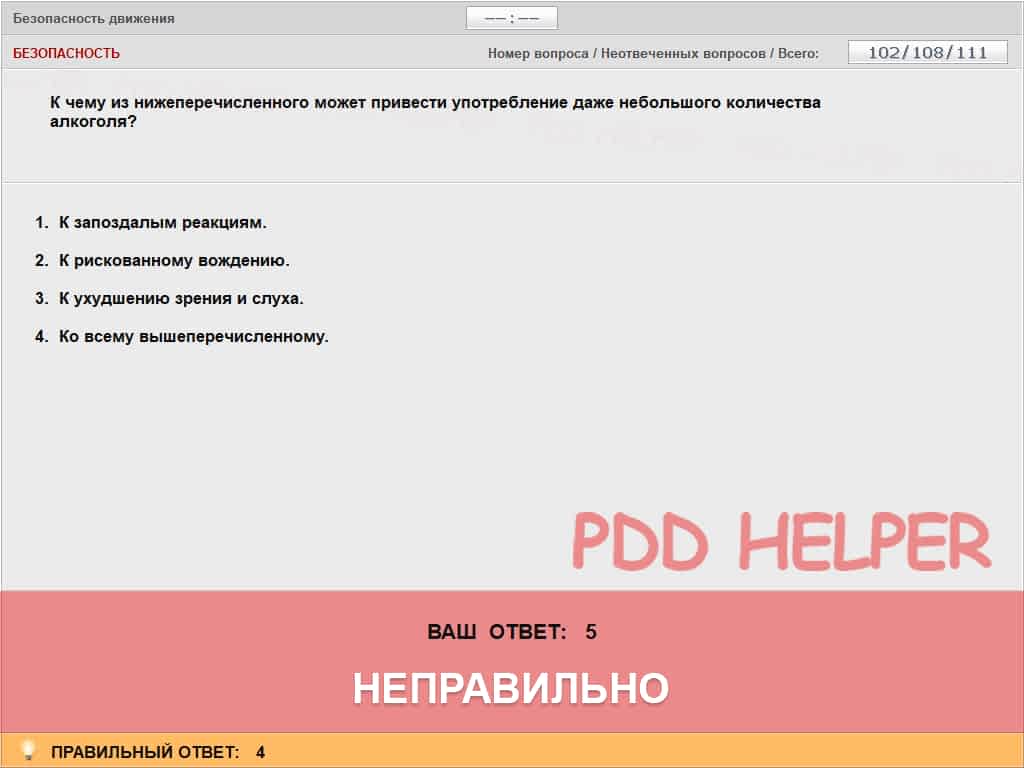 Безопасность движения
—— : ——
БЕЗОПАСНОСТЬ
Номер вопроса / Неотвеченных вопросов / Всего:
102/108/111
К чему из нижеперечисленного может привести употребление даже небольшого количества
алкоголя?
1. К запоздалым реакциям.
2. К рискованному вождению.
3. К ухудшению зрения и слуха.
4. Ко всему вышеперечисленному.
PDD HELPER
ВАШ ОТВЕТ: 5
НЕПРАВИЛЬНО
ПРАВИЛЬНЫЙ ОТВЕТ: 4